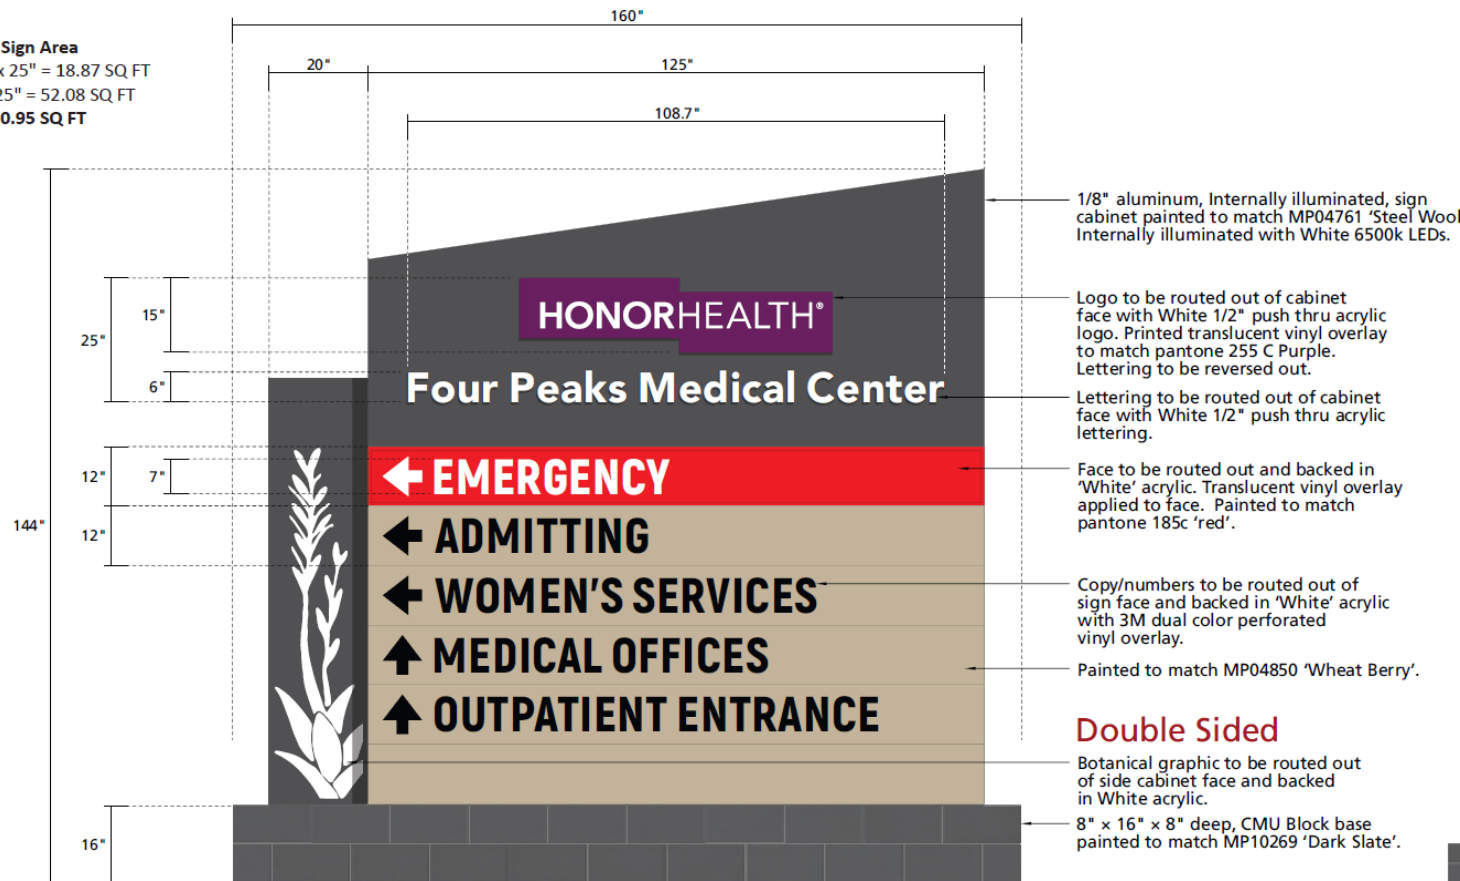 160"
Sign Area
x 25" = 18.87 SQ FT
25" = 52.08 SQ FT
0.95 SQ FT
20"
125"
108.7"
1/8" aluminum, Internally illuminated, sign
cabinet painted to match MP04761 ‘Steel Wool
Internally illuminated with White 6500k LEDs.
15"
25"
6"
HONORHEALTH®
Logo to be routed out of cabinet
face with White 1/2" push thru acrylic
logo. Printed translucent vinyl overlay
to match pantone 255 C Purple.
Lettering to be reversed out.
Four Peaks Medical Center
Lettering to be routed out of cabinet
face with White 1/2" push thru acrylic
lettering.
12"
7"
EMERGENCY
Face to be routed out and backed in
‘White’ acrylic. Translucent vinyl overlay
applied to face. Painted to match
pantone 185c ‘red’.
144"
12"
ADMITTING
WOMEN’S SERVICES
Copy/numbers to be routed out of
sign face and backed in ‘White’ acrylic
with 3M dual color perforated
vinyl overlay.
MEDICAL OFFICES
Painted to match MP04850 ‘Wheat Berry’.
OUTPATIENT ENTRANCE
Double Sided
Botanical graphic to be routed out
of side cabinet face and backed
in White acrylic.
16"
8" × 16" × 8" deep, CMU Block base
painted to match MP10269 ‘Dark Slate’.